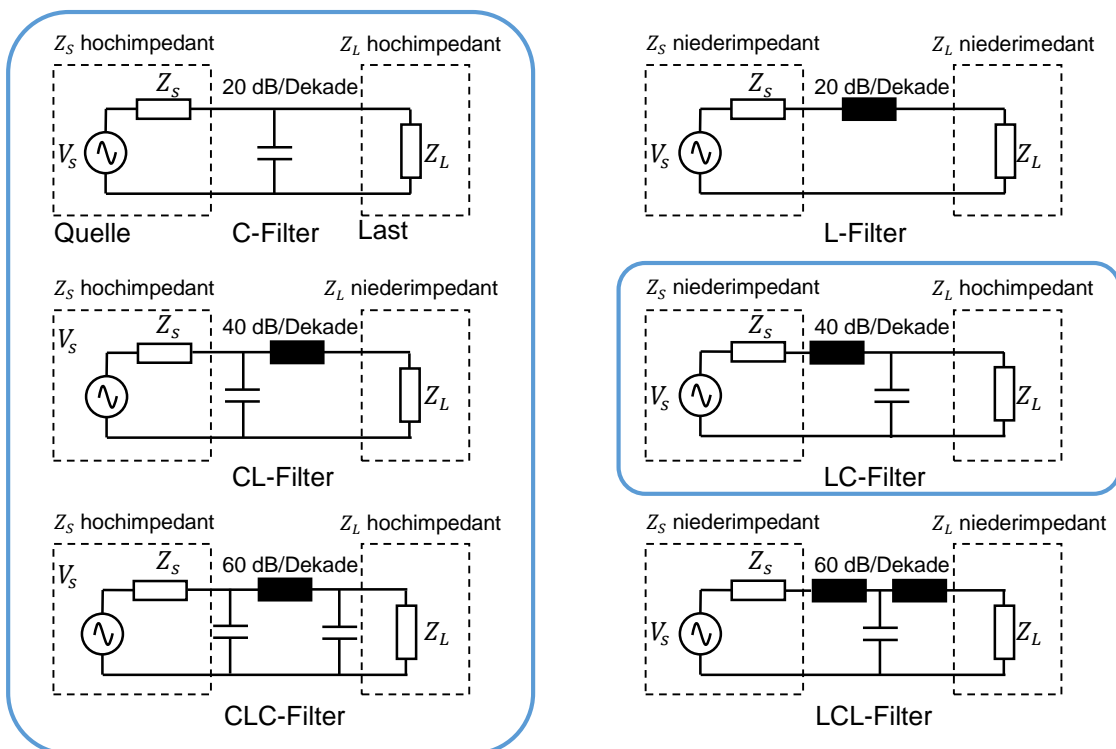 Z_S hochimpedant
Z_L hochimpedant
Z_s
20 dB/Dekade
V_s
Z_L
Quelle
C-Filter
Last
Z_S niederimpedant
Z_L niederimedant
Z_s
20 dB/Dekade
V_s
Z_L
L-Filter
Z_S hochimpedant
Z_L niederimpedant
V_s
Z_s
40 dB/Dekade
Z_L
CL-Filter
Z_S niederimpedant
Z_L hochimpedant
Z_s
40 dB/Dekade
V_s
Z_L
LC-Filter
Z_S hochimpedant
Z_L hochimpedant
V_s
Z_s
60 dB/Dekade
Z_L
CLC-Filter
Z_S niederimpedant
Z_L niederimpedant
Z_s
60 dB/Dekade
V_s
Z_L
LCL-Filter